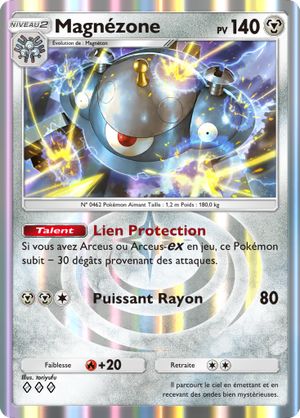 NIVEAU 2
Magnézone
PV 140
Évolution de : Magnéton
N° 0462 Pokémon Aimant Taille : 1,2 m Poids : 180,0 kg
Talent Lien Protection
Si vous avez Arceus ou Arceus-ex en jeu, ce Pokémon
subit − 30 dégâts provenant des attaques.
Puissant Rayon 80
Illus. toriyufu
Faiblesse +20
Retraite
Il parcourt le ciel en émettant et en
recevant des ondes bien mystérieuses.